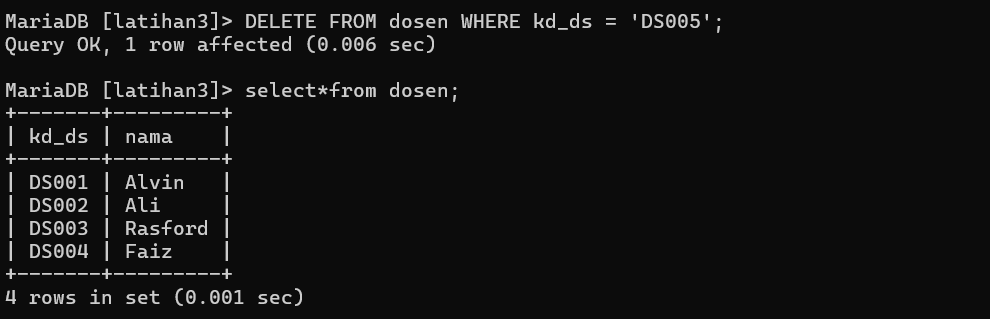 MariaDB [latihan3]> DELETE FROM dosen WHERE kd_ds = 'DS005';
Query OK, 1 row affected (0.006 sec)

MariaDB [latihan3]> select*from dosen;
+-------+---------+
| kd_ds | nama    |
+-------+---------+
| DS001 | Alvin   |
| DS002 | Ali     |
| DS003 | Rasford |
| DS004 | Faiz    |
+-------+---------+
4 rows in set (0.001 sec)